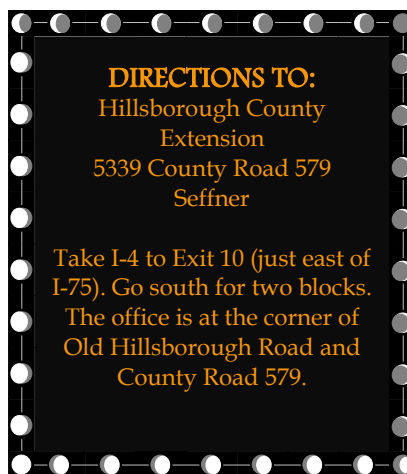 DIRECTIONS TO:
Hillsborough County
Extension
5339 County Road 579
Seffner
Take I-4 to Exit 10 (just east of
I-75). Go south for two blocks.
The office is at the corner of
Old Hillsborough Road and
County Road 579.